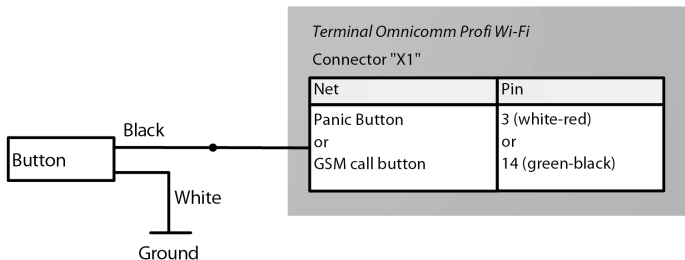 Terminal Omnicomm Profi Wi-Fi
Connector "X1"
Net Pin
Panic Button 3 (white-red)
or or
GSM call button 14 (green-black)
Black
Button
White
Ground